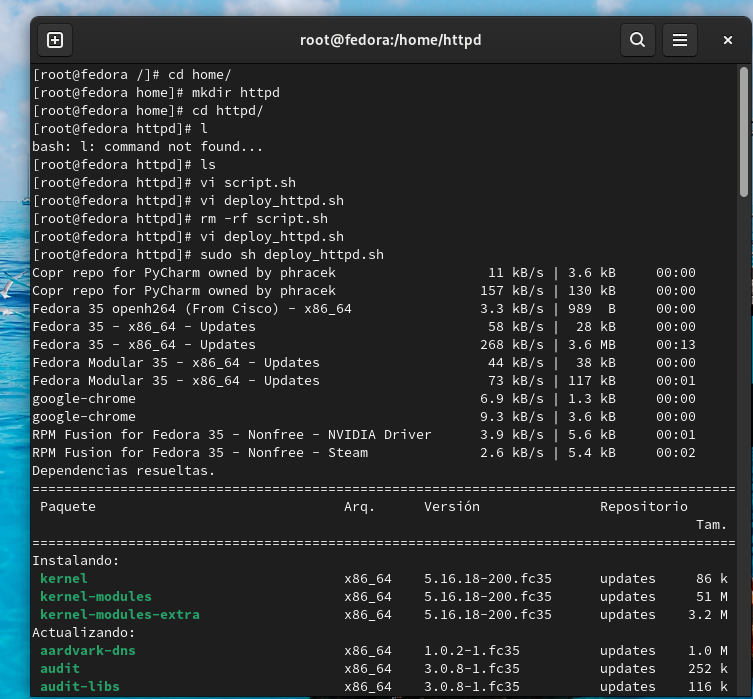 root@fedora:/home/httpd
[root@fedora /]# cd home/
[root@fedora home]# mkdir httpd
[root@fedora home]# cd httpd/
[root@fedora httpd]# l
bash: l: command not found...
[root@fedora httpd]# ls
[root@fedora httpd]# vi script.sh
[root@fedora httpd]# vi deploy_httpd.sh
[root@fedora httpd]# rm -rf script.sh
[root@fedora httpd]# vi deploy_httpd.sh
[root@fedora httpd]# sudo sh deploy_httpd.sh
Copr repo for PyCharm owned by phracek 11 kB/s | 3.6 kB 00:00
Copr repo for PyCharm owned by phracek 157 kB/s | 130 kB 00:00
Fedora 35 openh264 (From Cisco) - x86_64 3.3 kB/s | 989 B 00:00
Fedora 35 - x86_64 - Updates 58 kB/s | 28 kB 00:00
Fedora 35 - x86_64 - Updates 268 kB/s | 3.6 MB 00:13
Fedora Modular 35 - x86_64 - Updates 44 kB/s | 38 kB 00:00
Fedora Modular 35 - x86_64 - Updates 73 kB/s | 117 kB 00:01
google-chrome 6.9 kB/s | 1.3 kB 00:00
google-chrome 9.3 kB/s | 3.6 kB 00:00
RPM Fusion for Fedora 35 - Nonfree - NVIDIA Driver 3.9 kB/s | 5.6 kB 00:01
RPM Fusion for Fedora 35 - Nonfree - Steam 2.6 kB/s | 5.4 kB 00:02
Dependencias resueltas.
========================================================================================
Paquete Arq. Versión Repositorio
Tam.
========================================================================================
Instalando:
kernel x86_64 5.16.18-200.fc35 updates 86 k
kernel-modules x86_64 5.16.18-200.fc35 updates 51 M
kernel-modules-extra x86_64 5.16.18-200.fc35 updates 3.2 M
Actualizando:
aardvark-dns x86_64 1.0.2-1.fc35 updates 1.0 M
audit x86_64 3.0.8-1.fc35 updates 252 k
audit-libs x86_64 3.0.8-1.fc35 updates 116 k